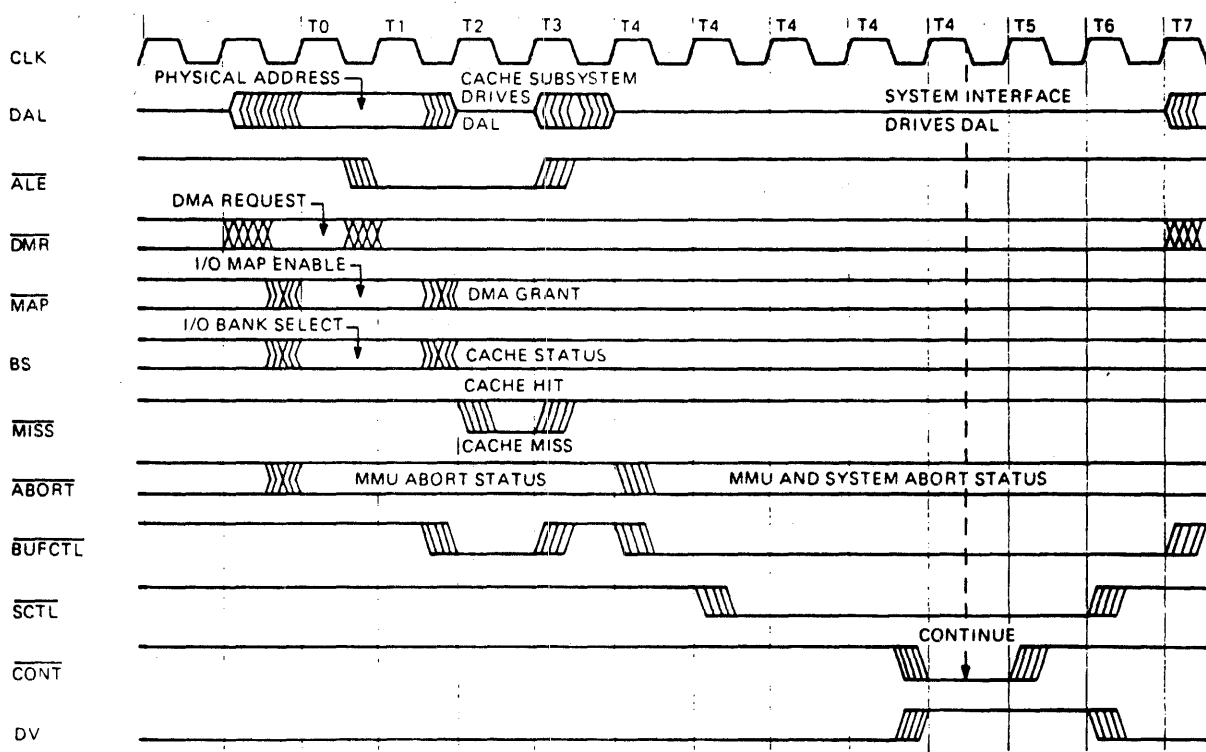 T0 T1 T2 T3 T4 T4 T4 T4 T4 T5 T6 T7
CLK
PHYSICAL ADDRESS
CACHE SUBSYSTEM
DRIVES
DAL
SYSTEM INTERFACE
DRIVES DAL
DAL
ALE
DMA REQUEST
DMR
I/O MAP ENABLE
DMA GRANT
MAP
I/O BANK SELECT
CACHE STATUS
BS
CACHE HIT
MISS
CACHE MISS
MMU ABORT STATUS
MMU AND SYSTEM ABORT STATUS
ABORT
BUFCTL
SCTL
CONTINUE
CONT
DV